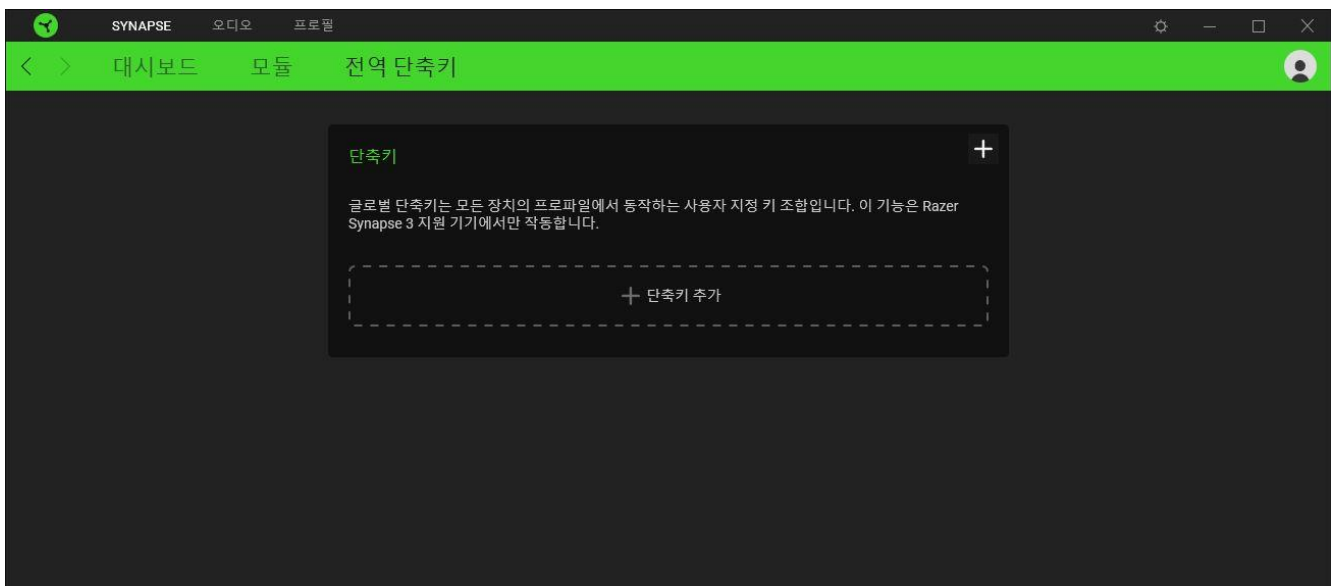 SYNAPSE 오디오 프로필
대시보드 모듈 전역 단축키
단축키
글로벌 단축키는 모든 장치의 프로파일에서 동작하는 사용자 지정 키 조합입니다. 이 기능은 Razer
Synapse 3 지원 기기에서만 작동합니다.
단축키 추가